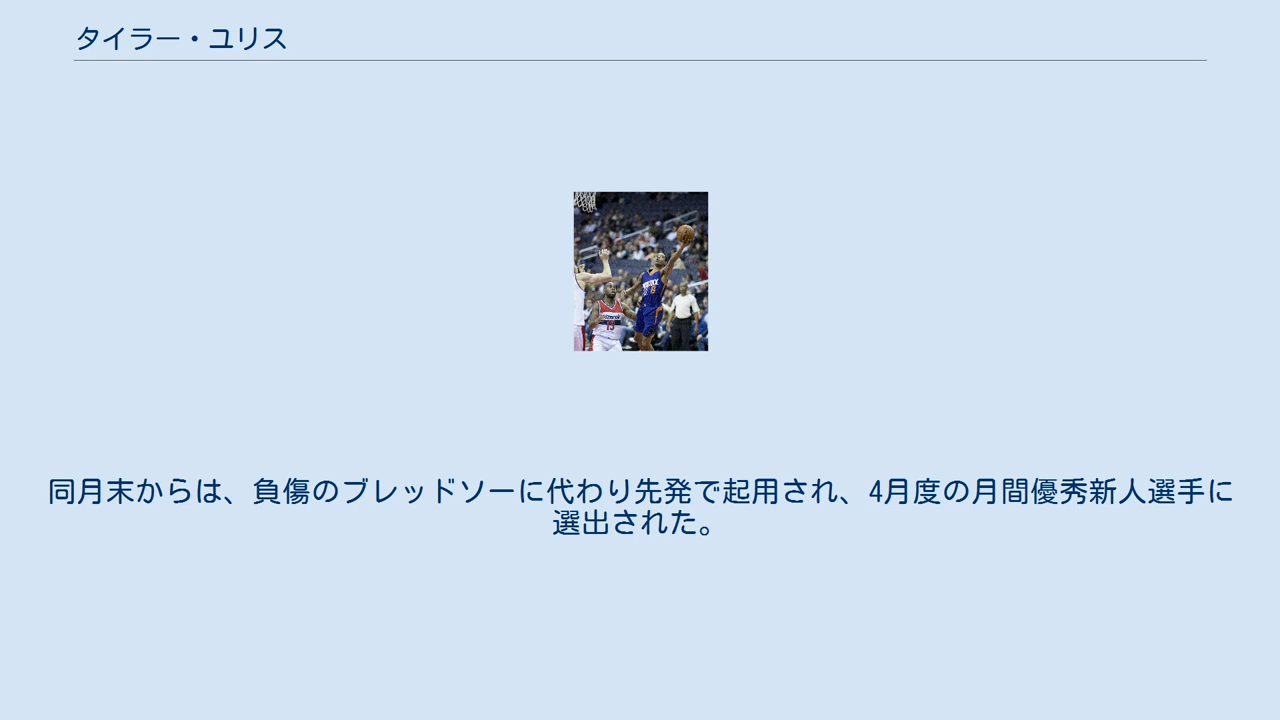 タイラー・ユリス
同月末からは、負傷のブレッドソーに代わり先発で起用され、4月度の月間優秀新人選手に
選出された。